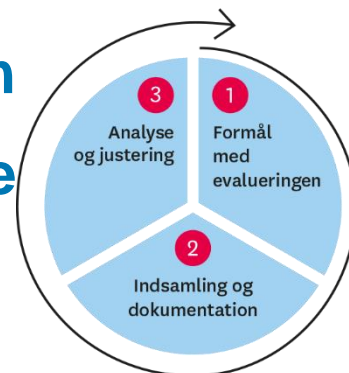 1
Formål
med
evalueringen
2
Indsamling og
dokumentation
3
Analyse
og justering